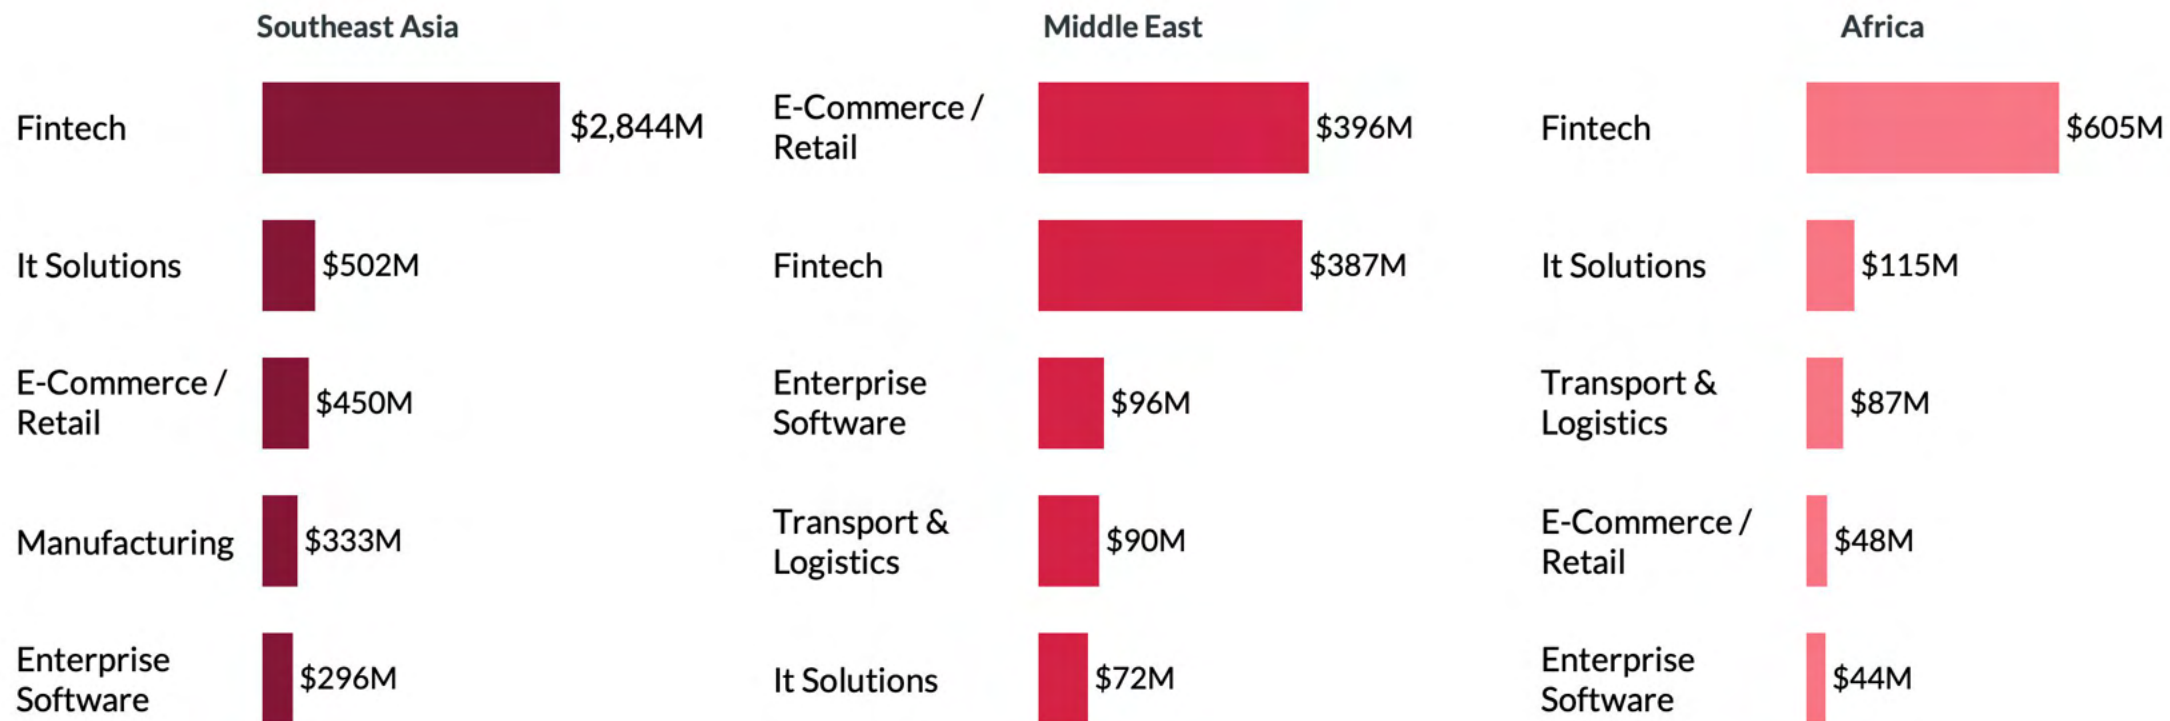 Southeast Asia
Fintech
$2,844M
It Solutions
$502M
E-Commerce /
Retail
$450M
Manufacturing
$333M
Enterprise
Software
$296M
Middle East
E-Commerce /
Retail
$396M
Fintech
$387M
Enterprise
Software
$96M
Transport &
Logistics
$90M
It Solutions
$72M
Africa
Fintech
$605M
It Solutions
$115M
Transport &
Logistics
$87M
E-Commerce /
Retail
$48M
Enterprise
Software
$44M